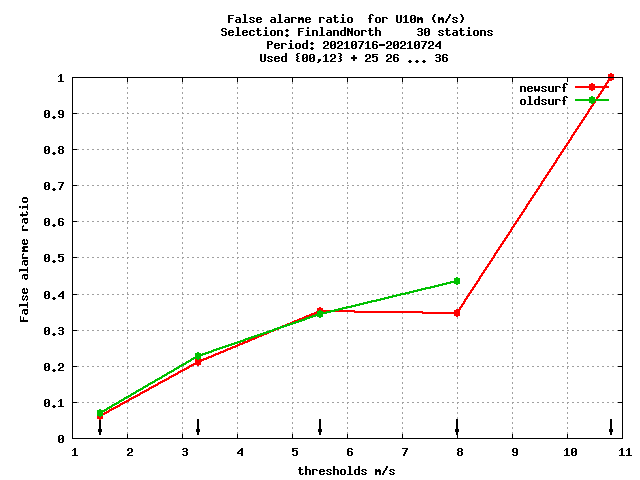 False alarme ratio  for U10m (m/s)
Selection: FinlandNorth     30 stations
Period: 20210716-20210724
Used {00,12} + 25 26 ... 36
newsurf
oldsurf
1
0.9
0.8
0.7
0.6
0.5
0.4
0.3
0.2
0.1
0
False alarme ratio
1 2 3 4 5 6 7 8 9 10 11
thresholds m/s